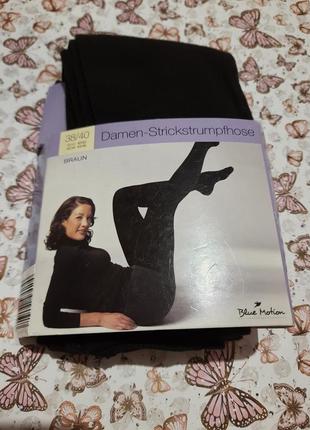 38/40
Damen-Strickstrumpfhose
BRAUN
Blue Motion